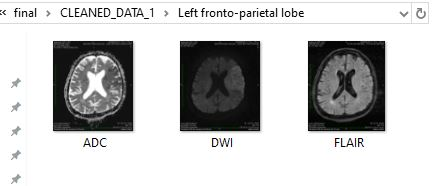 « final › CLEANED_DATA_1 › Left fronto-parietal lobe
ADC DWI FLAIR